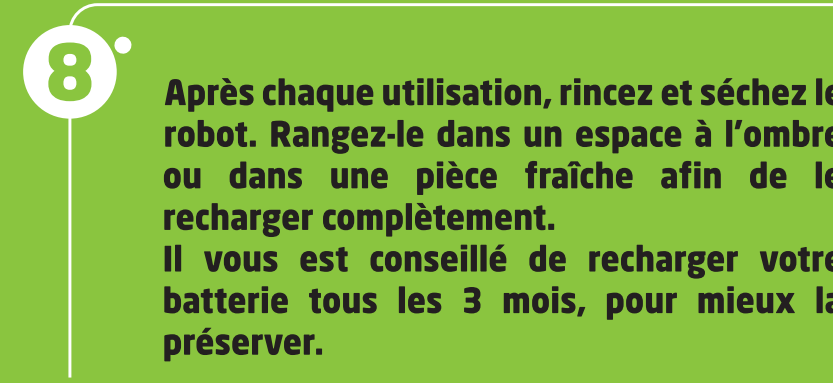 8
Après chaque utilisation, rincez et séchez le
robot. Rangez-le dans un espace à l'ombre
ou dans une pièce fraîche afin de le
recharger complètement.
Il vous est conseillé de recharger votre
batterie tous les 3 mois, pour mieux la
préserver.